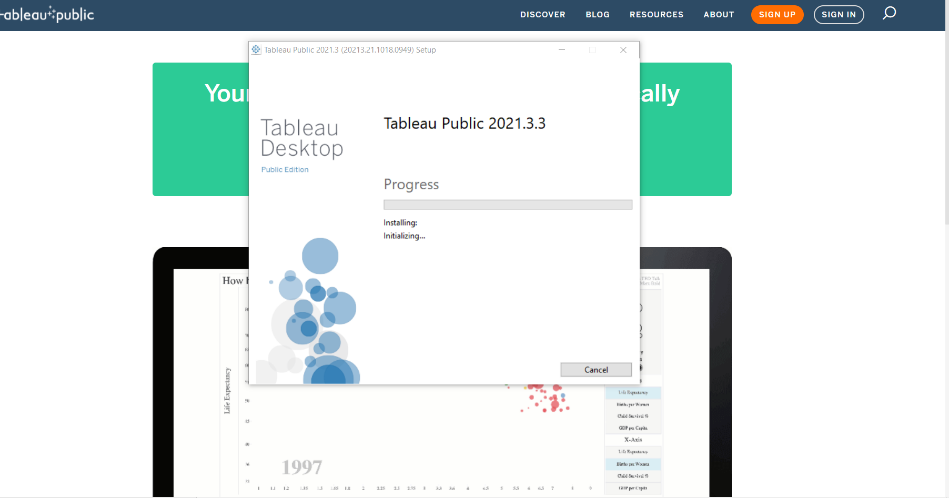 ableau public
DISCOVER BLOG RESOURCES ABOUT SIGN UP SIGN IN
Tableau Public 2021.3 (20213.21.1018.0949) Setup
Your
ally
Tableau
Desktop
Public Edition
Tableau Public 2021.3.3
Progress
Installing:
Initializing...
Cancel
How
Life Expectancy
1997
Life Expectancy
Births per Woman
Child Survival %
GDP per Capita
X-Axis
Life Expectancy
Births per Woman
Child Survival %
GDP per Capita